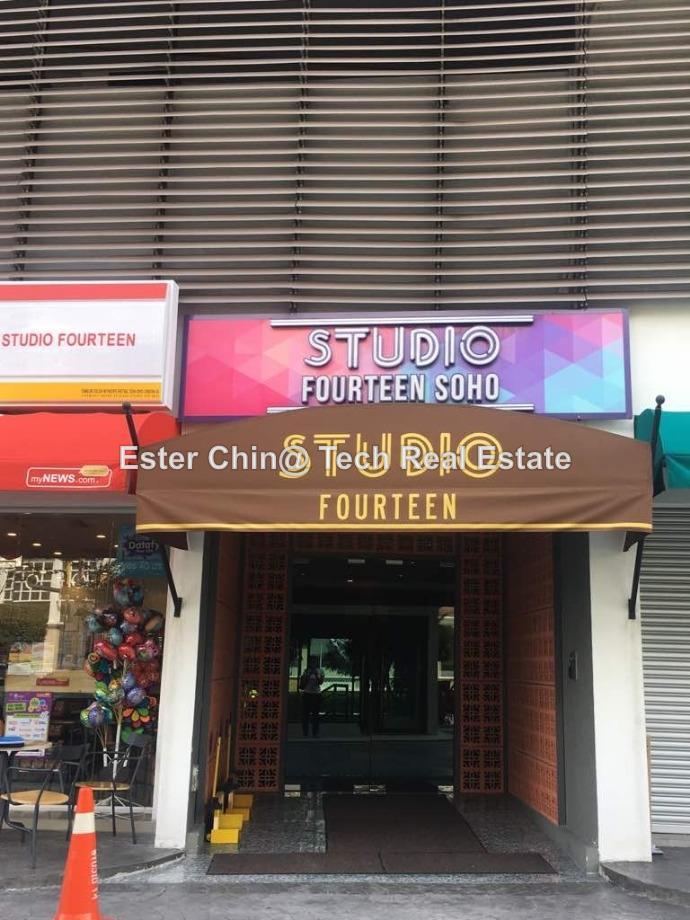 STUDIO
FOURTEEN SOHO
STUDIO FOURTEEN
STUDIO
Ester Chin@ Tech Real Estate
FOURTEEN
myNEWS.com